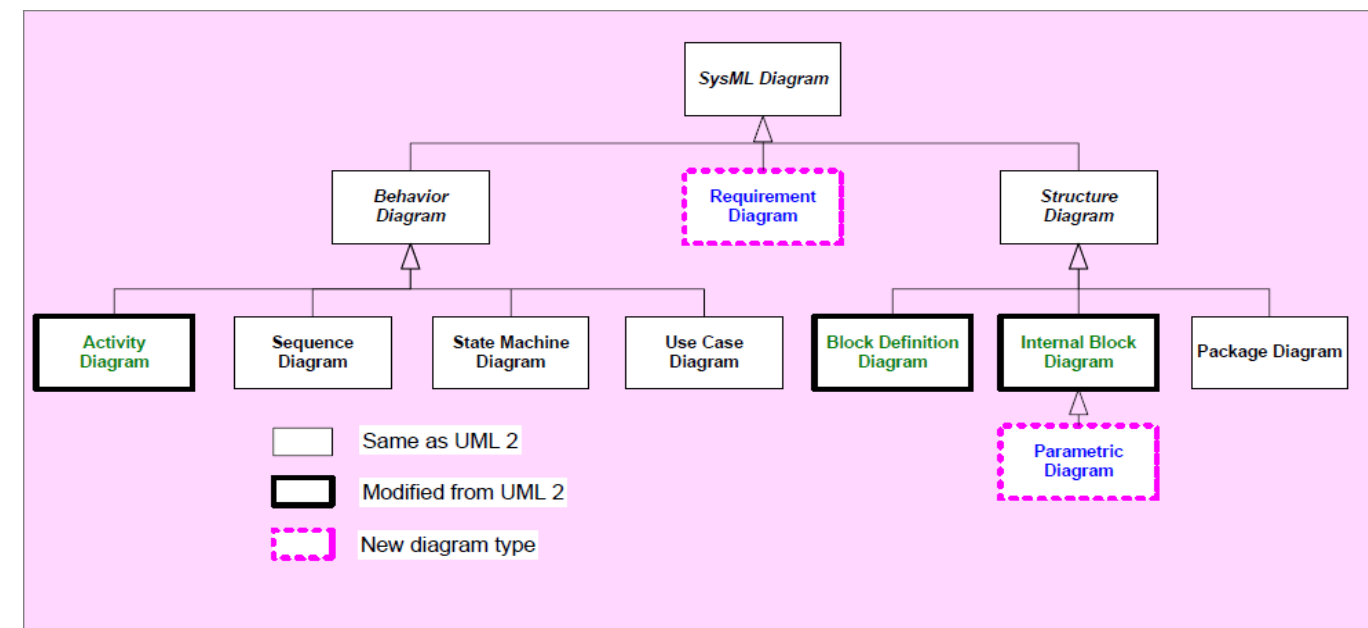 SysML Diagram
Behavior
Diagram
Requirement
Diagram
Structure
Diagram
Activity
Diagram
Sequence
Diagram
State Machine
Diagram
Use Case
Diagram
Block Definition
Diagram
Internal Block
Diagram
Package Diagram
Parametric
Diagram
Same as UML 2
Modified from UML 2
New diagram type